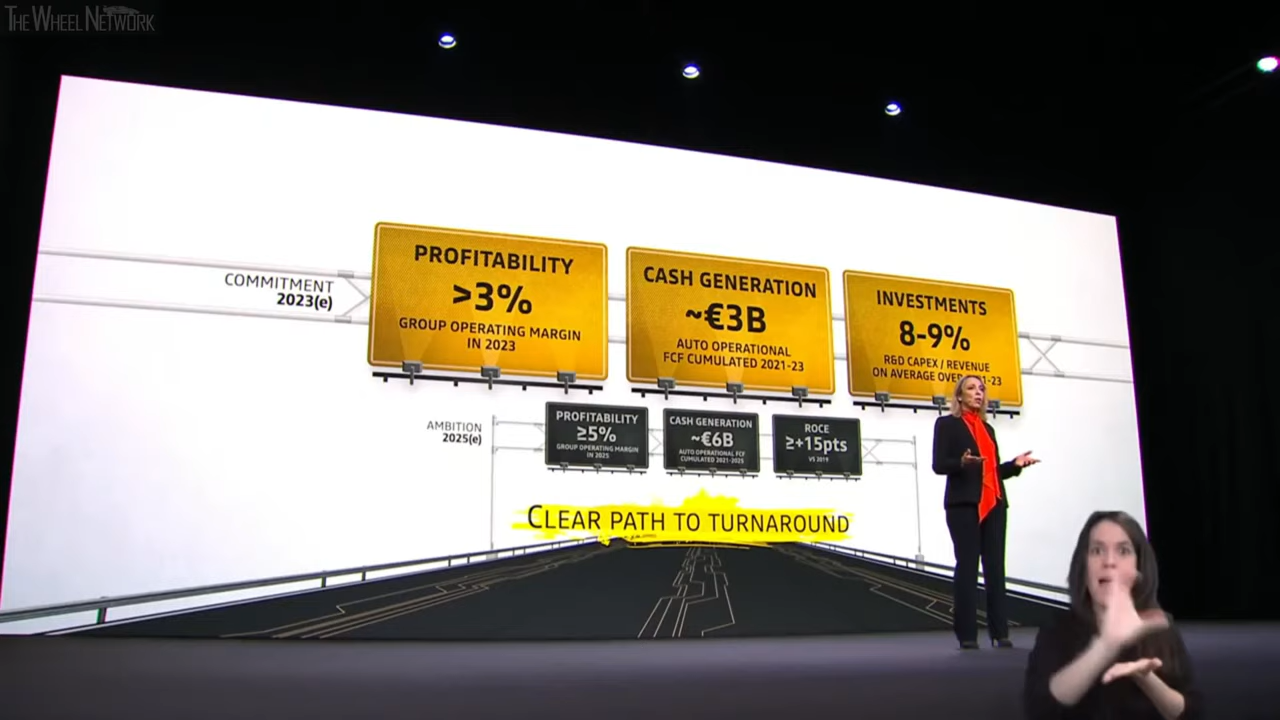 THE WHEEL NETWORK
COMMITMENT
2023(e)
PROFITABILITY
>3%
GROUP OPERATING MARGIN
IN 2023
CASH GENERATION
~€3B
AUTO OPERATIONAL
FCF CUMULATED 2021-23
INVESTMENTS
8-9%
R&D CAPEX / REVENUE
ON AVERAGE OVER 21-23
AMBITION
2025(e)
PROFITABILITY
≥5%
GROUP OPERATING MARGIN
IN 2025
CASH GENERATION
~€6B
AUTO OPERATIONAL FCF
CUMULATED 2021-2025
ROCE
≥+15pts
VS 2019
CLEAR PATH TO TURNAROUND